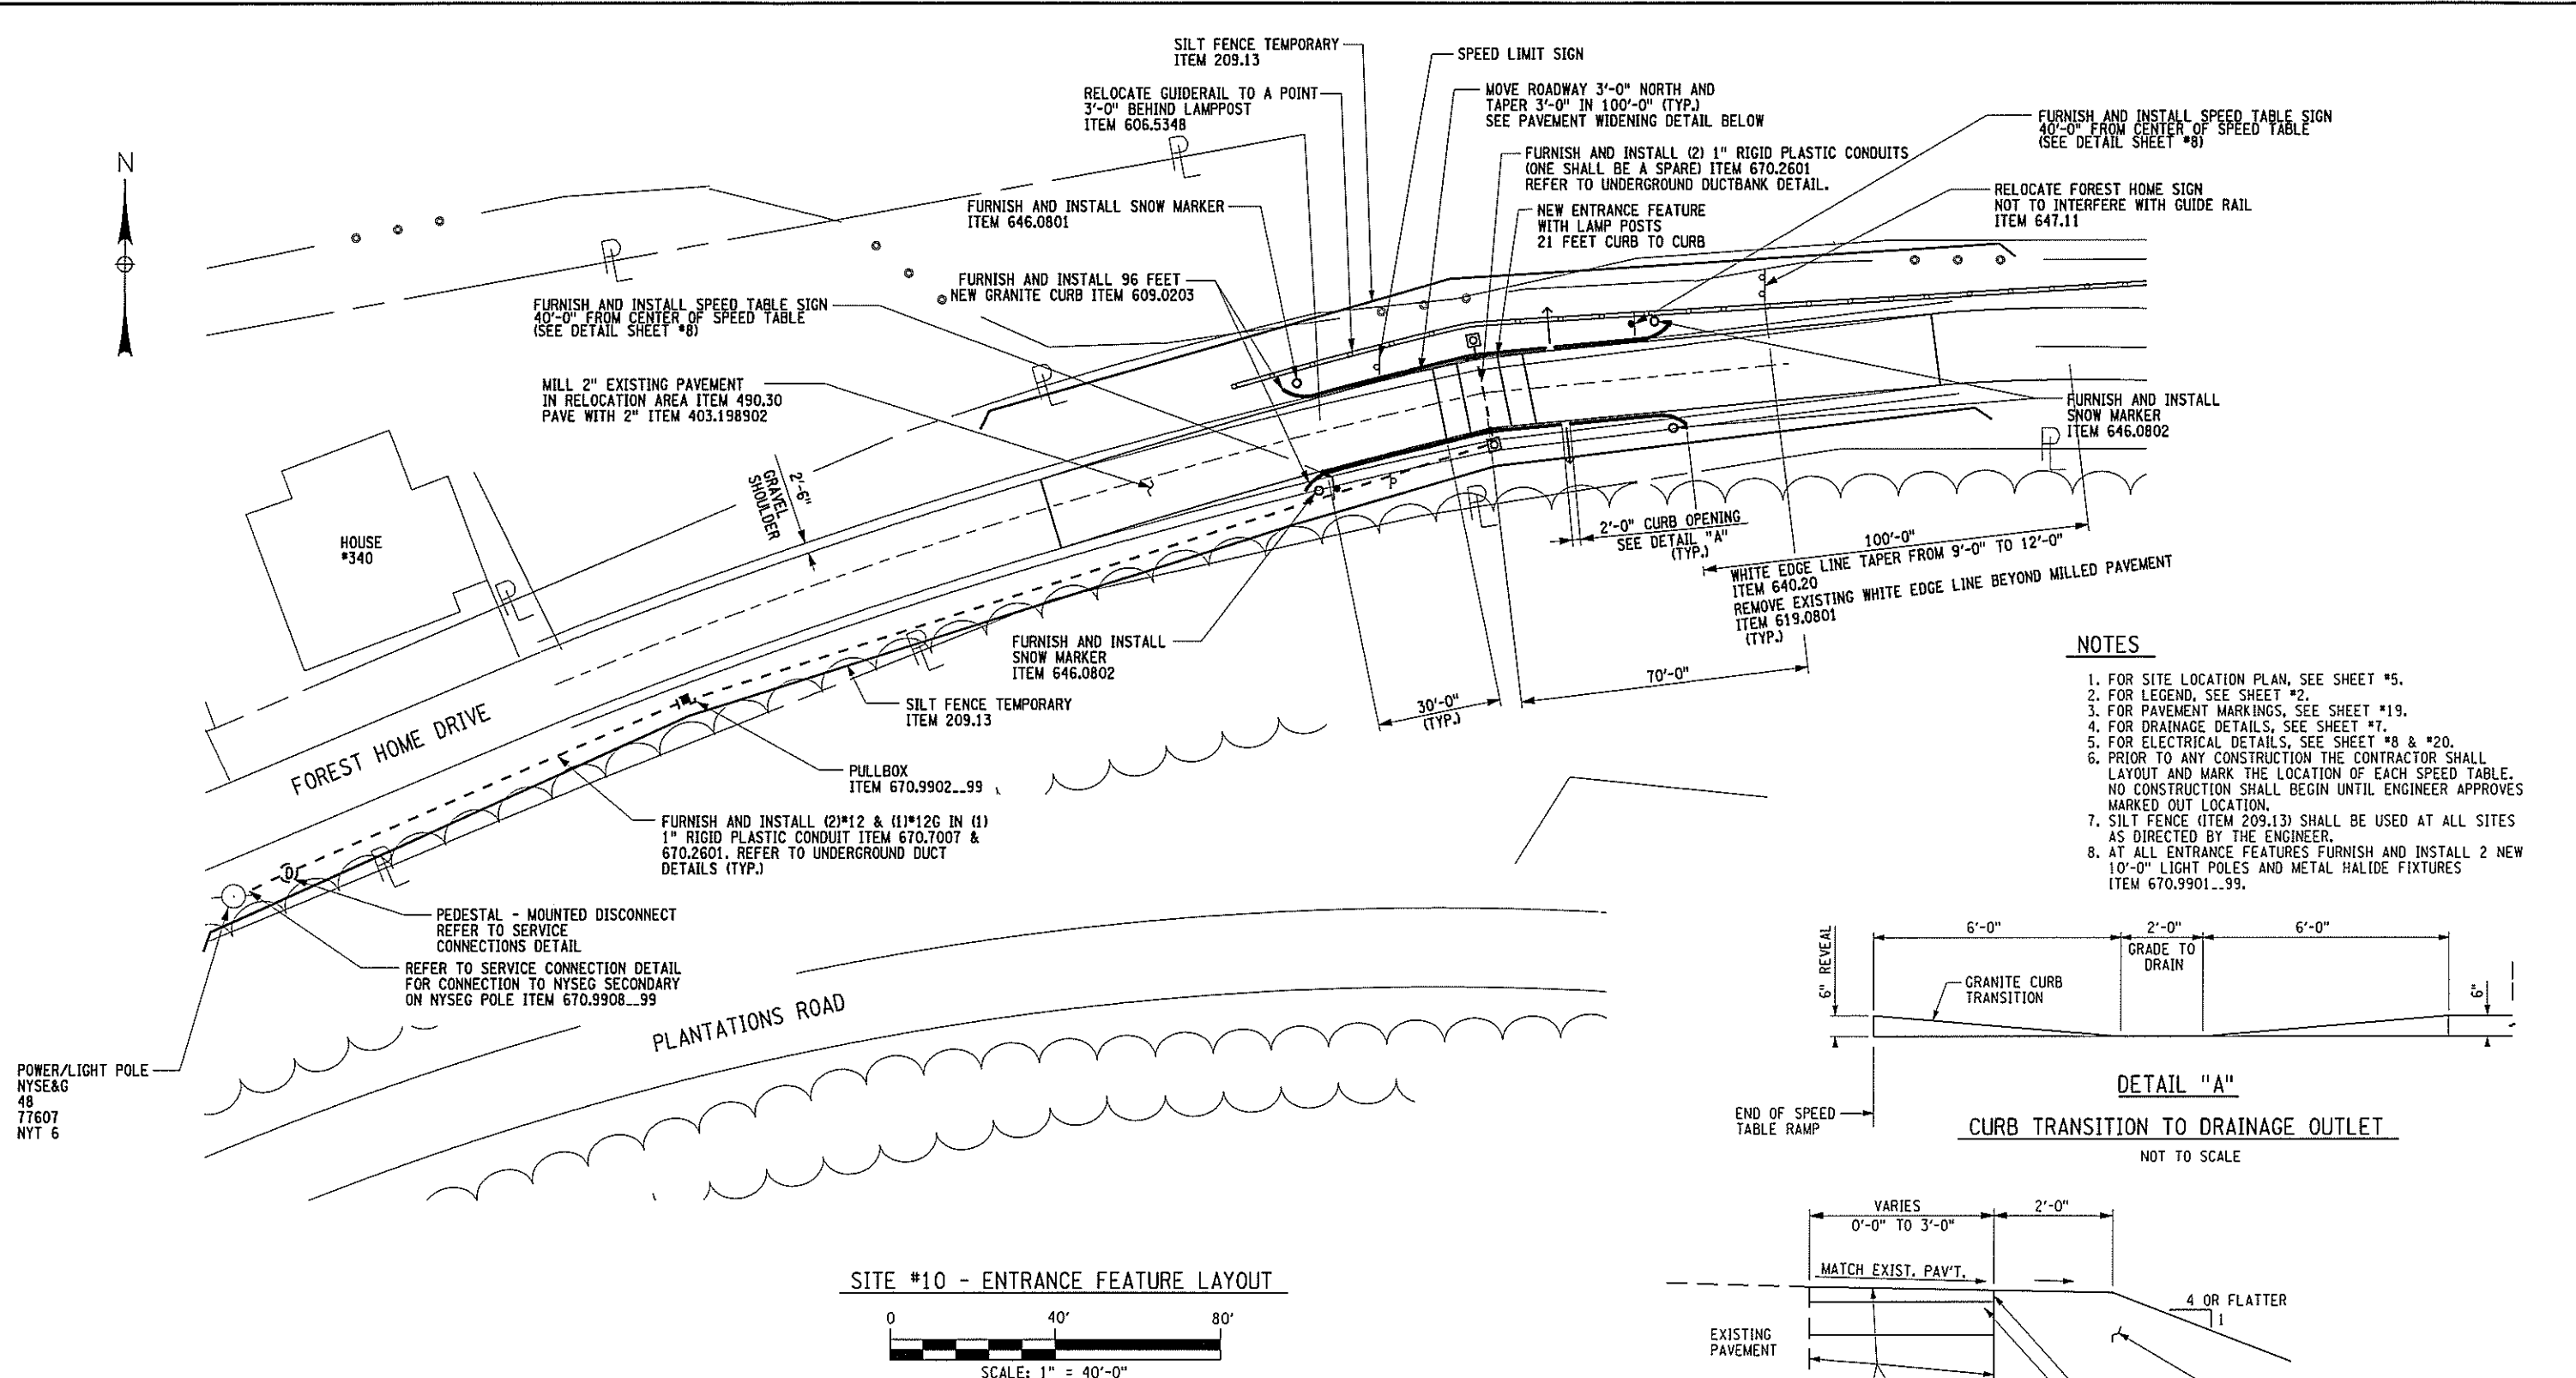 SILT FENCE TEMPORARY
ITEM 209.13
SPEED LIMIT SIGN
RELOCATE GUIDERAIL TO A POINT
3'-0" BEHIND LAMPPOST
ITEM 606.5348
MOVE ROADWAY 3'-0" NORTH AND
TAPER 3'-0" IN 100'-0" (TYP.)
SEE PAVEMENT WIDENING DETAIL BELOW
FURNISH AND INSTALL SPEED TABLE SIGN
40'-0" FROM CENTER OF SPEED TABLE
(SEE DETAIL SHEET #8)
FURNISH AND INSTALL (2) 1" RIGID PLASTIC CONDUITS
(ONE SHALL BE A SPARE) ITEM 670.2601
REFER TO UNDERGROUND DUCTBANK DETAIL.
RELOCATE FOREST HOME SIGN
NOT TO INTERFERE WITH GUIDE RAIL
ITEM 647.11
N
FURNISH AND INSTALL SNOW MARKER
ITEM 646.0801
NEW ENTRANCE FEATURE
WITH LAMP POSTS
21 FEET CURB TO CURB
FURNISH AND INSTALL 96 FEET
NEW GRANITE CURB ITEM 609.0203
FURNISH AND INSTALL SPEED TABLE SIGN
40'-0" FROM CENTER OF SPEED TABLE
(SEE DETAIL SHEET #8)
MILL 2" EXISTING PAVEMENT
IN RELOCATION AREA ITEM 490.30
PAVE WITH 2" ITEM 403.198902
FURNISH AND INSTALL
SNOW MARKER
ITEM 646.0802
PL
PL
PL
PL
PL
PL
PL
PL
P
2'-6"
GRAVEL
SHOULDER
HOUSE
#340
2'-0" CURB OPENING
SEE DETAIL "A"
(TYP.)
100'-0"
WHITE EDGE LINE TAPER FROM 9'-0" TO 12'-0"
ITEM 640.20
REMOVE EXISTING WHITE EDGE LINE BEYOND MILLED PAVEMENT
ITEM 619.0801
(TYP.)
FURNISH AND INSTALL
SNOW MARKER
ITEM 646.0802
70'-0"
30'-0"
(TYP.)
SILT FENCE TEMPORARY
ITEM 209.13
FOREST HOME DRIVE
PULLBOX
ITEM 670.9902__99
FURNISH AND INSTALL (2)#12 & (1)#12G IN (1)
1" RIGID PLASTIC CONDUIT ITEM 670.7007 &
670.2601. REFER TO UNDERGROUND DUCT
DETAILS (TYP.)
PEDESTAL - MOUNTED DISCONNECT
REFER TO SERVICE
CONNECTIONS DETAIL
REFER TO SERVICE CONNECTION DETAIL
FOR CONNECTION TO NYSEG SECONDARY
ON NYSEG POLE ITEM 670.9908__99
PLANTATIONS ROAD
POWER/LIGHT POLE
NYSE&G
48
77607
NYT 6
NOTES
1. FOR SITE LOCATION PLAN, SEE SHEET #5.
2. FOR LEGEND, SEE SHEET #2.
3. FOR PAVEMENT MARKINGS, SEE SHEET #19.
4. FOR DRAINAGE DETAILS, SEE SHEET #7.
5. FOR ELECTRICAL DETAILS, SEE SHEET #8 & #20.
6. PRIOR TO ANY CONSTRUCTION THE CONTRACTOR SHALL
LAYOUT AND MARK THE LOCATION OF EACH SPEED TABLE.
NO CONSTRUCTION SHALL BEGIN UNTIL ENGINEER APPROVES
MARKED OUT LOCATION.
7. SILT FENCE (ITEM 209.13) SHALL BE USED AT ALL SITES
AS DIRECTED BY THE ENGINEER.
8. AT ALL ENTRANCE FEATURES FURNISH AND INSTALL 2 NEW
10'-0" LIGHT POLES AND METAL HALIDE FIXTURES
ITEM 670.9901__99.
6'-0"
2'-0"
6'-0"
GRADE TO
DRAIN
6" REVEAL
GRANITE CURB
TRANSITION
6"
END OF SPEED
TABLE RAMP
DETAIL "A"
CURB TRANSITION TO DRAINAGE OUTLET
NOT TO SCALE
VARIES
0'-0" TO 3'-0"
2'-0"
MATCH EXIST. PAV'T.
4 OR FLATTER
1
EXISTING
PAVEMENT
SITE #10 - ENTRANCE FEATURE LAYOUT
0
40'
80'
SCALE: 1" = 40'-0"